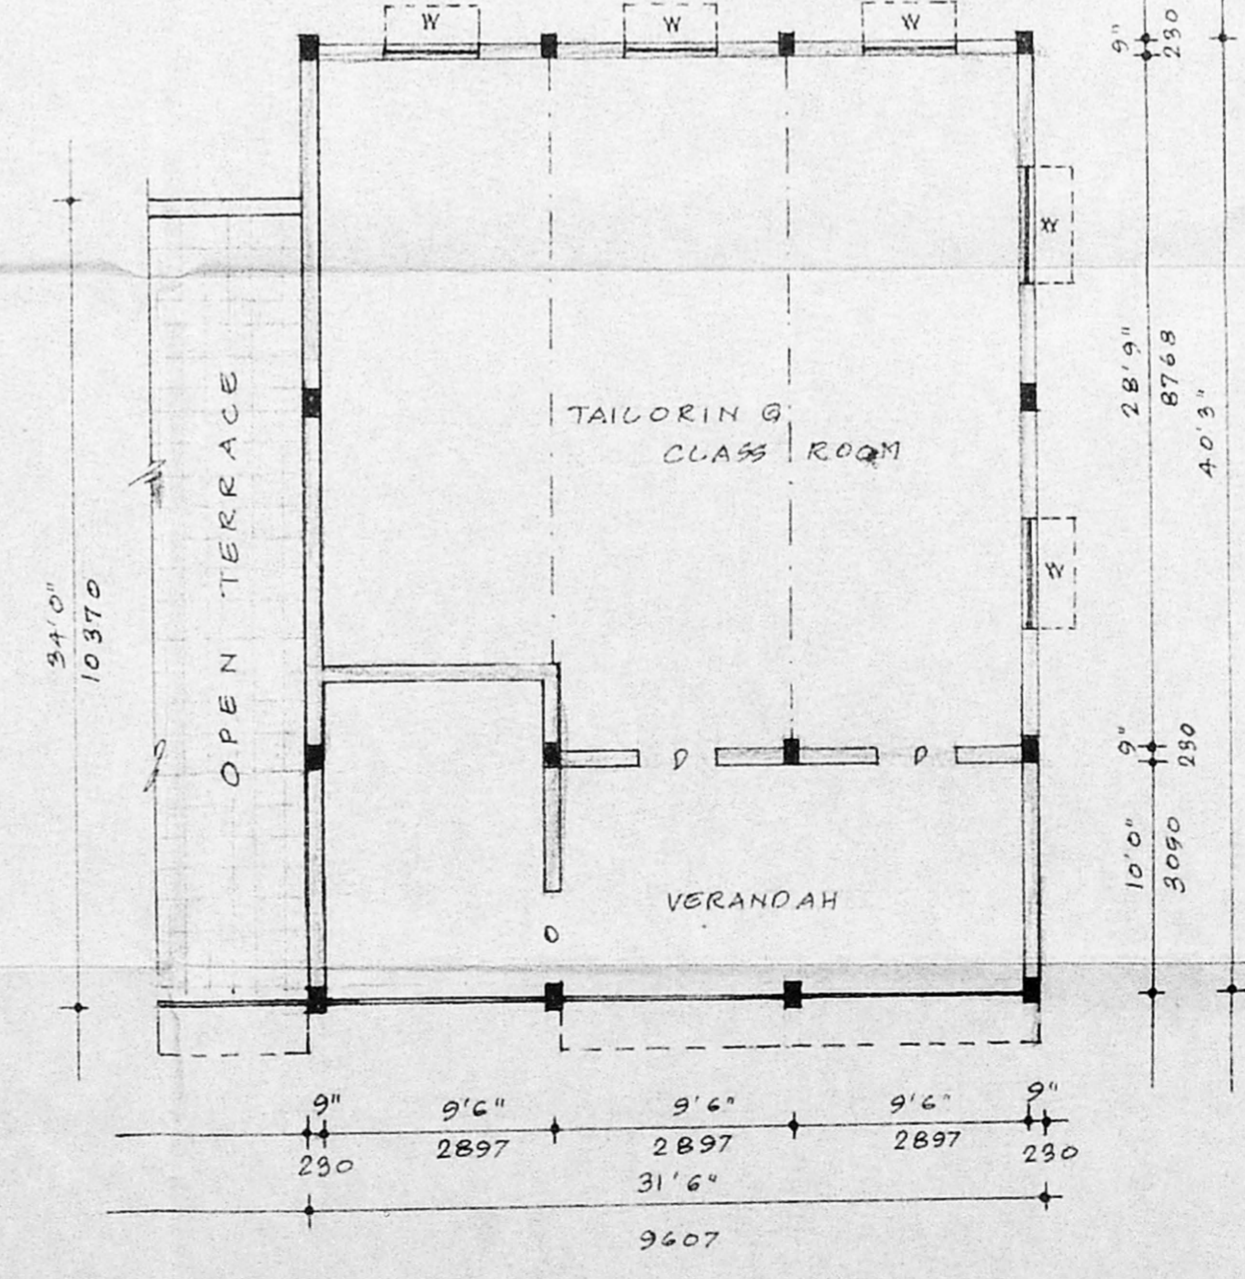 W W W
9"
230
W
28'9"
8768
40'3"
TAILORING
CLASS ROOM
OPEN TERRACE
34'0"
10370
W
D D
9"
230
10'0"
3090
VERANDAH
D
9" 9'6" 9'6" 9'6" 9"
230 2897 2897 2897 230
31'6"
9607